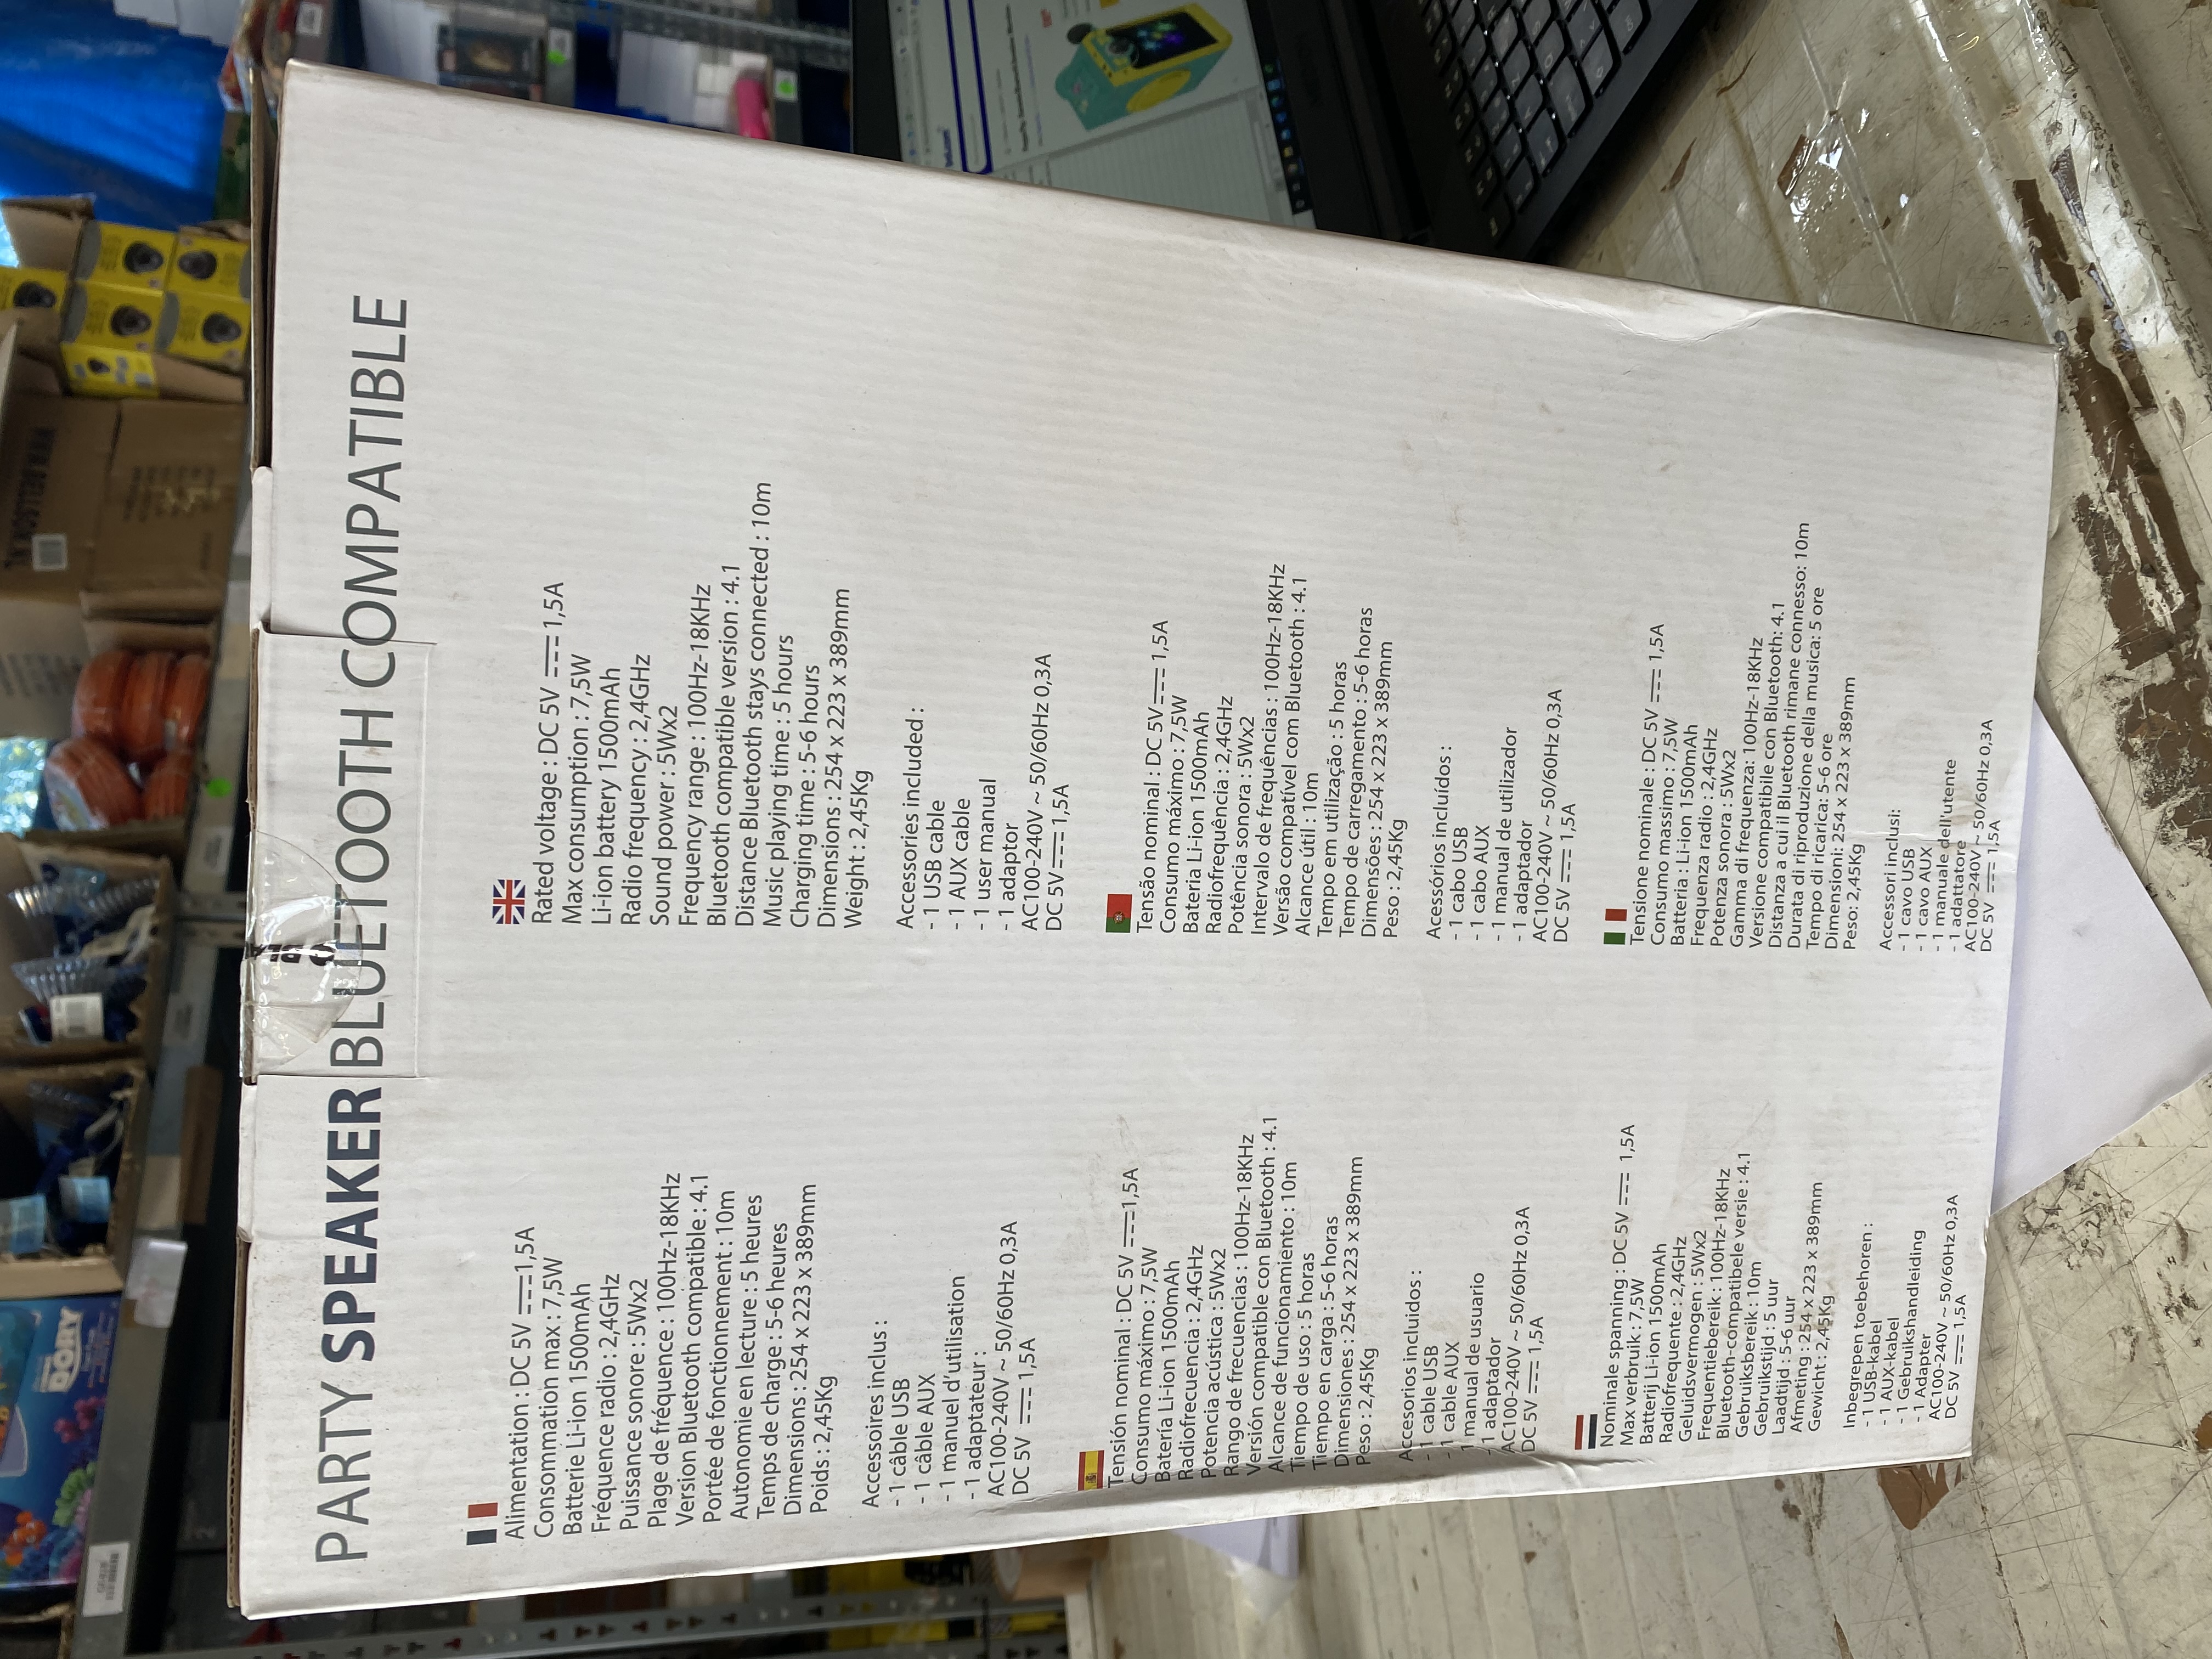 PARTY SPEAKER BLUETOOTH COMPATIBLE
Alimentation : DC 5V ⎓ 1,5A
Consommation max : 7,5W
Batterie Li-ion 1500mAh
Fréquence radio : 2,4GHz
Puissance sonore : 5Wx2
Plage de fréquence : 100Hz-18KHz
Version Bluetooth compatible : 4.1
Portée de fonctionnement : 10m
Autonomie en lecture : 5 heures
Temps de charge : 5-6 heures
Dimensions : 254 x 223 x 389mm
Poids : 2,45Kg
Accessoires inclus :
- 1 câble USB
- 1 câble AUX
- 1 manuel d'utilisation
- 1 adaptateur :
AC100-240V ~ 50/60Hz 0,3A
DC 5V ⎓ 1,5A
Rated voltage : DC 5V ⎓ 1,5A
Max consumption : 7,5W
Li-ion battery 1500mAh
Radio frequency : 2,4GHz
Sound power : 5Wx2
Frequency range : 100Hz-18KHz
Bluetooth compatible version : 4.1
Distance Bluetooth stays connected : 10m
Music playing time : 5 hours
Charging time : 5-6 hours
Dimensions : 254 x 223 x 389mm
Weight : 2,45Kg
Accessories included :
- 1 USB cable
- 1 AUX cable
- 1 user manual
- 1 adaptor
AC100-240V ~ 50/60Hz 0,3A
DC 5V ⎓ 1,5A
Tensión nominal : DC 5V ⎓ 1,5A
Consumo máximo : 7,5W
Batería Li-ion 1500mAh
Radiofrecuencia : 2,4GHz
Potencia acústica : 5Wx2
Rango de frecuencias : 100Hz-18KHz
Versión compatible con Bluetooth : 4.1
Alcance de funcionamiento : 10m
Tiempo de uso : 5 horas
Tiempo en carga : 5-6 horas
Dimensiones : 254 x 223 x 389mm
Peso : 2,45Kg
Accesorios incluidos :
- 1 cable USB
- 1 cable AUX
- 1 manual de usuario
- 1 adaptador
AC100-240V ~ 50/60Hz 0,3A
DC 5V ⎓ 1,5A
Tensão nominal : DC 5V ⎓ 1,5A
Consumo máximo : 7,5W
Bateria Li-ion 1500mAh
Radiofrequência : 2,4GHz
Potência sonora : 5Wx2
Intervalo de frequências : 100Hz-18KHz
Versão compatível com Bluetooth : 4.1
Alcance útil : 10m
Tempo em utilização : 5 horas
Tempo de carregamento : 5-6 horas
Dimensões : 254 x 223 x 389mm
Peso : 2,45Kg
Acessórios incluídos :
- 1 cabo USB
- 1 cabo AUX
- 1 manual de utilizador
- 1 adaptador
AC100-240V ~ 50/60Hz 0,3A
DC 5V ⎓ 1,5A
Nominale spanning : DC 5V ⎓ 1,5A
Max verbruik : 7,5W
Batterij Li-ion 1500mAh
Radiofrequente : 2,4GHz
Geluidsvermogen : 5Wx2
Frequentiebereik : 100Hz-18KHz
Bluetooth-compatibele versie : 4.1
Gebruiksbereik : 10m
Gebruikstijd : 5 uur
Laadtijd : 5-6 uur
Afmeting : 254 x 223 x 389mm
Gewicht : 2,45Kg
Inbegrepen toebehoren :
- 1 USB-kabel
- 1 AUX-kabel
- 1 Gebruikshandleiding
- 1 Adapter
AC100-240V ~ 50/60Hz 0,3A
DC 5V ⎓ 1,5A
Tensione nominale : DC 5V ⎓ 1,5A
Consumo massimo : 7,5W
Batteria : Li-ion 1500mAh
Frequenza radio : 2,4GHz
Potenza sonora : 5Wx2
Gamma di frequenza: 100Hz-18KHz
Versione compatibile con Bluetooth: 4.1
Distanza a cui il Bluetooth rimane connesso: 10m
Durata di riproduzione della musica: 5 ore
Tempo di ricarica: 5-6 ore
Dimensioni: 254 x 223 x 389mm
Peso: 2,45Kg
Accessori inclusi:
- 1 cavo USB
- 1 cavo AUX
- 1 manuale dell'utente
- 1 adattatore
AC100-240V ~ 50/60Hz 0,3A
DC 5V ⎓ 1,5A
DORY